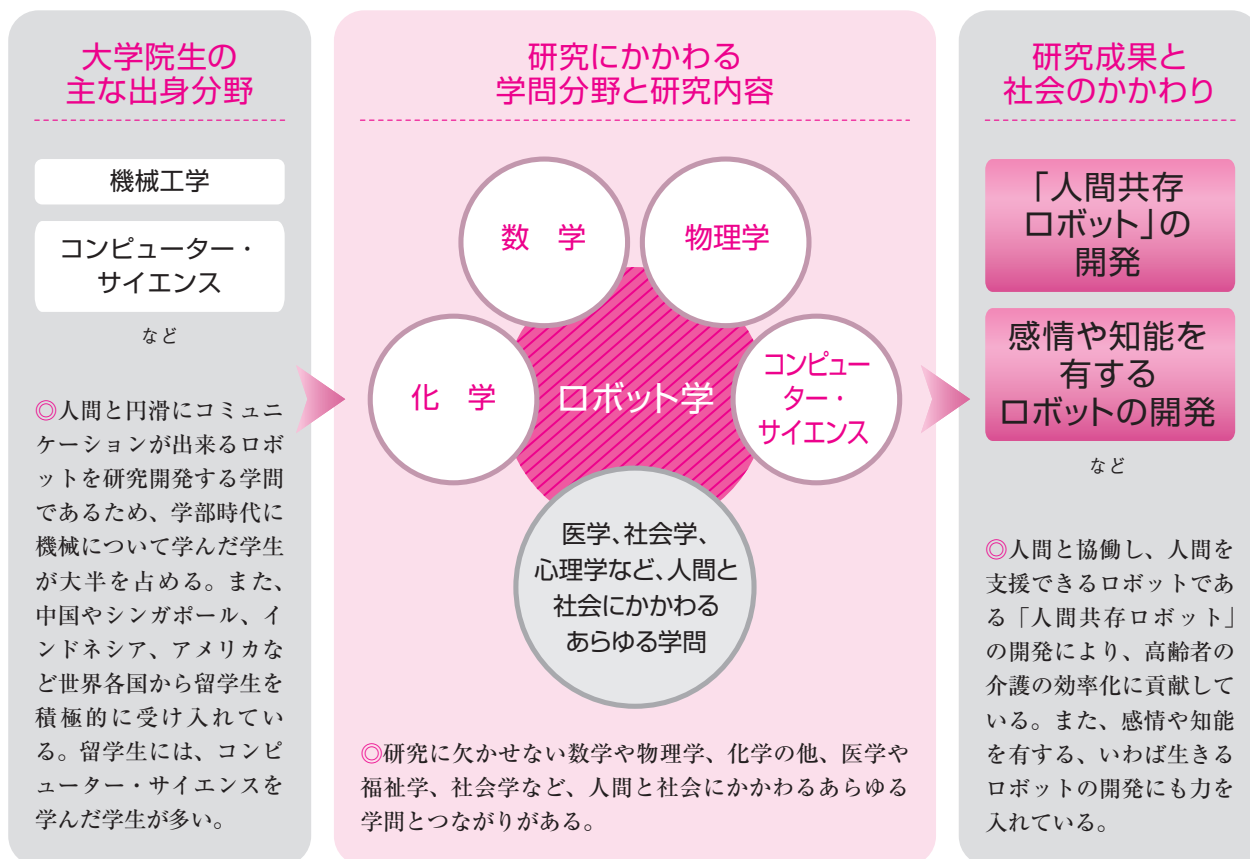 大学院生の
主な出身分野
機械工学
コンピューター・
サイエンス
など
◎人間と円滑にコミュニ
ケーションが出来るロボ
ットを研究開発する学問
であるため、学部時代に
機械について学んだ学生
が大半を占める。また、
中国やシンガポール、イ
ンドネシア、アメリカな
ど世界各国から留学生を
積極的に受け入れてい
る。留学生には、コンピ
ューター・サイエンスを
学んだ学生が多い。
研究にかかわる
学問分野と研究内容
数　学
物理学
化　学
ロボット学
コンピュー
ター・
サイエンス
医学、社会学、
心理学など、人間と
社会にかかわる
あらゆる学問
◎研究に欠かせない数学や物理学、化学の他、医学や
福祉学、社会学など、人間と社会にかかわるあらゆる
学問とつながりがある。
研究成果と
社会のかかわり
「人間共存
ロボット」の
開発
感情や知能を
有する
ロボットの開発
など
◎人間と協働し、人間を
支援できるロボットであ
る「人間共存ロボット」
の開発により、高齢者の
介護の効率化に貢献して
いる。また、感情や知能
を有する、いわば生きる
ロボットの開発にも力を
入れている。